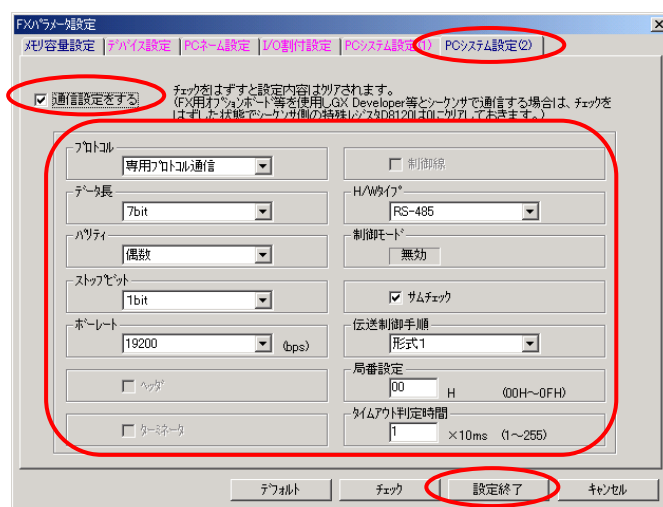 FXﾊﾟﾗﾒｰﾀ設定
ﾒﾓﾘ容量設定 ﾃﾞﾊﾞｲｽ設定 PCﾈｰﾑ設定 I/O割付設定 PCｼｽﾃﾑ設定(1) PCｼｽﾃﾑ設定(2)
通信設定をする
ﾁｪｯｸをはずすと設定内容はｸﾘｱされます。
(FX用ｵﾌﾟｼｮﾝﾎﾞｰﾄﾞ等を使用しGX Developer等とｼｰｹﾝｻで通信する場合は、ﾁｪｯｸを
はずした状態でｼｰｹﾝｻ側の特殊ﾚｼﾞｽﾀD8120は0にｸﾘｱしておきます。)
ﾌﾟﾛﾄｺﾙ
専用ﾌﾟﾛﾄｺﾙ通信
ﾃﾞｰﾀ長
7bit
ﾊﾟﾘﾃｨ
偶数
ｽﾄｯﾌﾟﾋﾞｯﾄ
1bit
ﾎﾞｰﾚｰﾄ
19200 (bps)
ﾍｯﾀﾞ
ﾀｰﾐﾈｰﾀ
制御線
H/Wﾀｲﾌﾟ
RS-485
制御ﾓｰﾄﾞ
無効
ｻﾑﾁｪｯｸ
伝送制御手順
形式1
局番設定
00 H (00H～0FH)
ﾀｲﾑｱｳﾄ判定時間
1 ×10ms (1～255)
ﾃﾞﾌｫﾙﾄ ﾁｪｯｸ 設定終了 ｷｬﾝｾﾙ